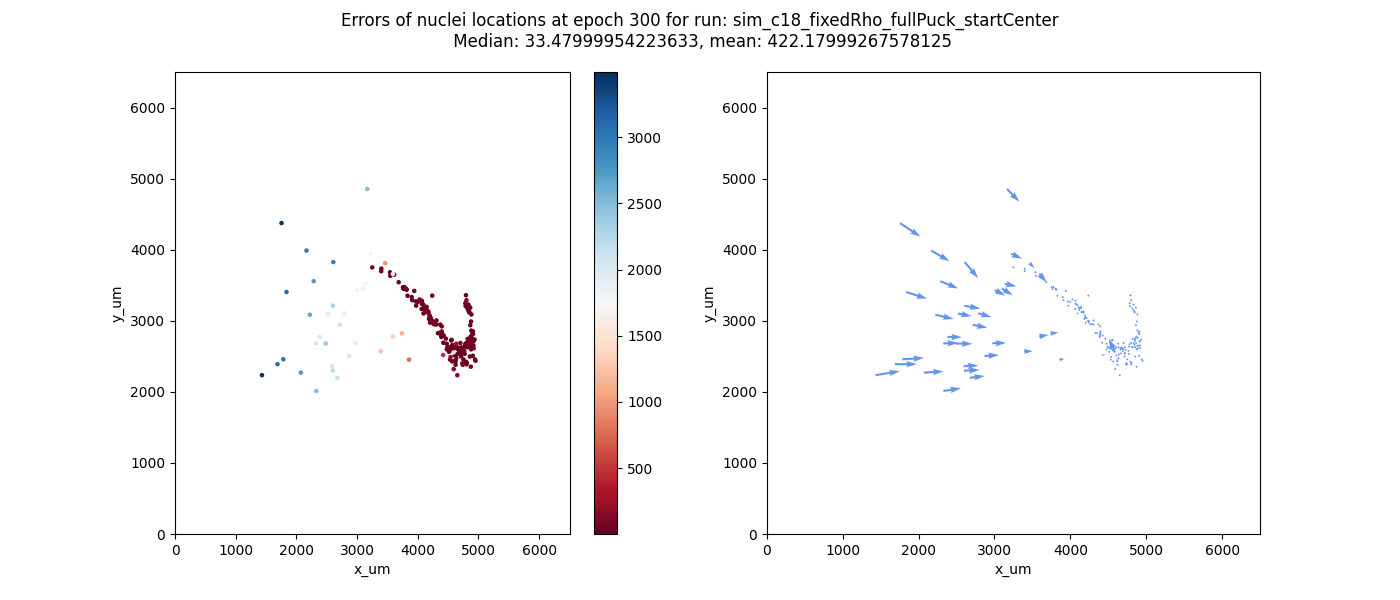 Errors of nuclei locations at epoch 300 for run: sim_c18_fixedRho_fullPuck_startCenter
Median: 33.47999954223633, mean: 422.17999267578125
6000
5000
4000
3000
2000
1000
0
y_um
0 1000 2000 3000 4000 5000 6000
x_um
3000
2500
2000
1500
1000
500
6000
5000
4000
3000
2000
1000
0
y_um
0 1000 2000 3000 4000 5000 6000
x_um